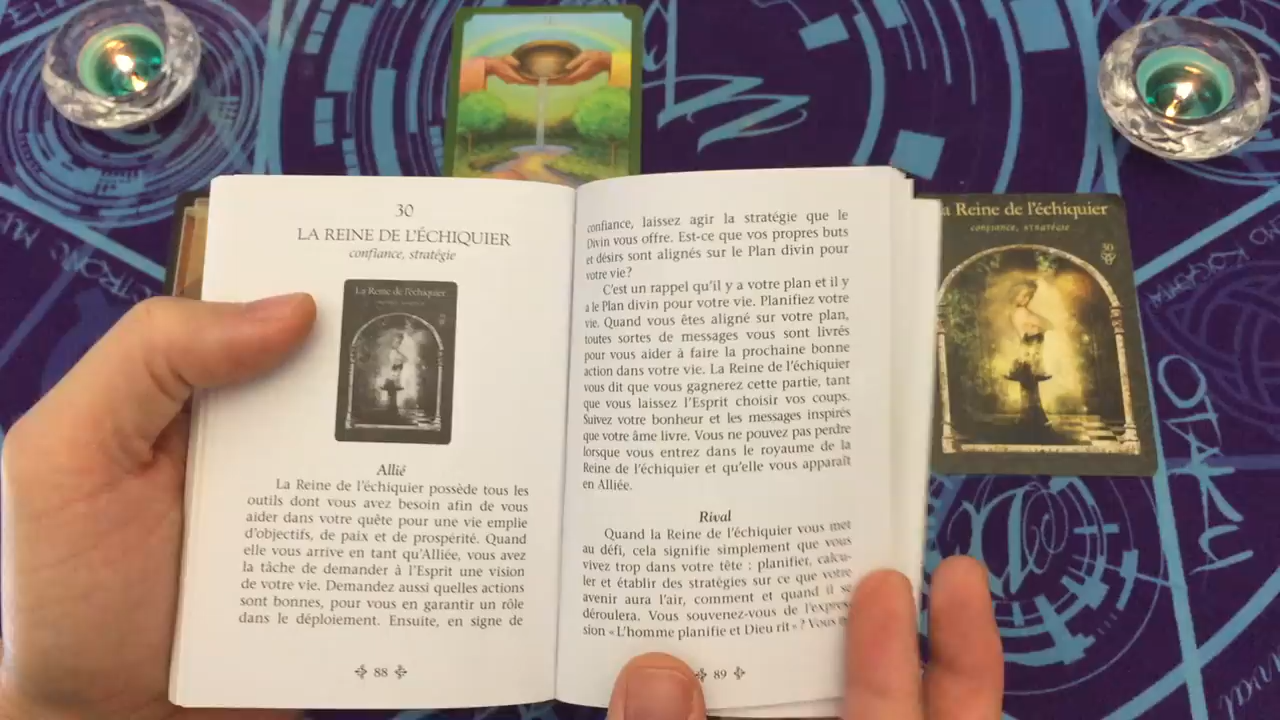 30
LA REINE DE L'ÉCHIQUIER
confiance, stratégie
La Reine de l'échiquier
Allié
La Reine de l'échiquier possède tous les
outils dont vous avez besoin afin de vous
aider dans votre quête pour une vie emplie
d'objectifs, de paix et de prospérité. Quand
elle vous arrive en tant qu'Alliée, vous avez
la tâche de demander à l'Esprit une vision
de votre vie. Demandez aussi quelles actions
sont bonnes, pour vous en garantir un rôle
dans le déploiement. Ensuite, en signe de
88
confiance, laissez agir la stratégie que le
Divin vous offre. Est-ce que vos propres buts
et désirs sont alignés sur le Plan divin pour
votre vie?
C'est un rappel qu'il y a votre plan et il y
a le Plan divin pour votre vie. Planifiez votre
vie. Quand vous êtes aligné sur votre plan,
toutes sortes de messages vous sont livrés
pour vous aider à faire la prochaine bonne
action dans votre vie. La Reine de l'échiquier
vous dit que vous gagnerez cette partie, tant
que vous laissez l'Esprit choisir vos coups.
Suivez votre bonheur et les messages inspirés
que votre âme livre. Vous ne pouvez pas perdre
lorsque vous entrez dans le royaume de la
Reine de l'échiquier et qu'elle vous apparaît
en Alliée.
Rival
Quand la Reine de l'échiquier vous met
au défi, cela signifie simplement que vous
vivez trop dans votre tête : planifier, calcu-
ler et établir des stratégies sur ce que votre
avenir aura l'air, comment et quand il se
déroulera. Vous souvenez-vous de l'expres-
sion «L'homme planifie et Dieu rit»? Vous
89
a Reine de l'échiquier
confiance, stratégie
30
OTAKU